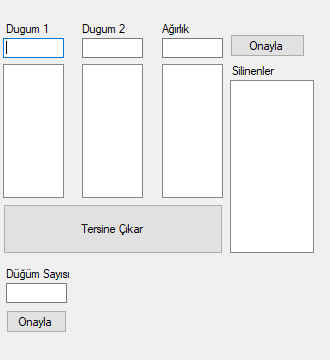 Dugum 1 Dugum 2 Ağırlık
Onayla
Silinenler
Tersine Çıkar
Düğüm Sayısı
Onayla